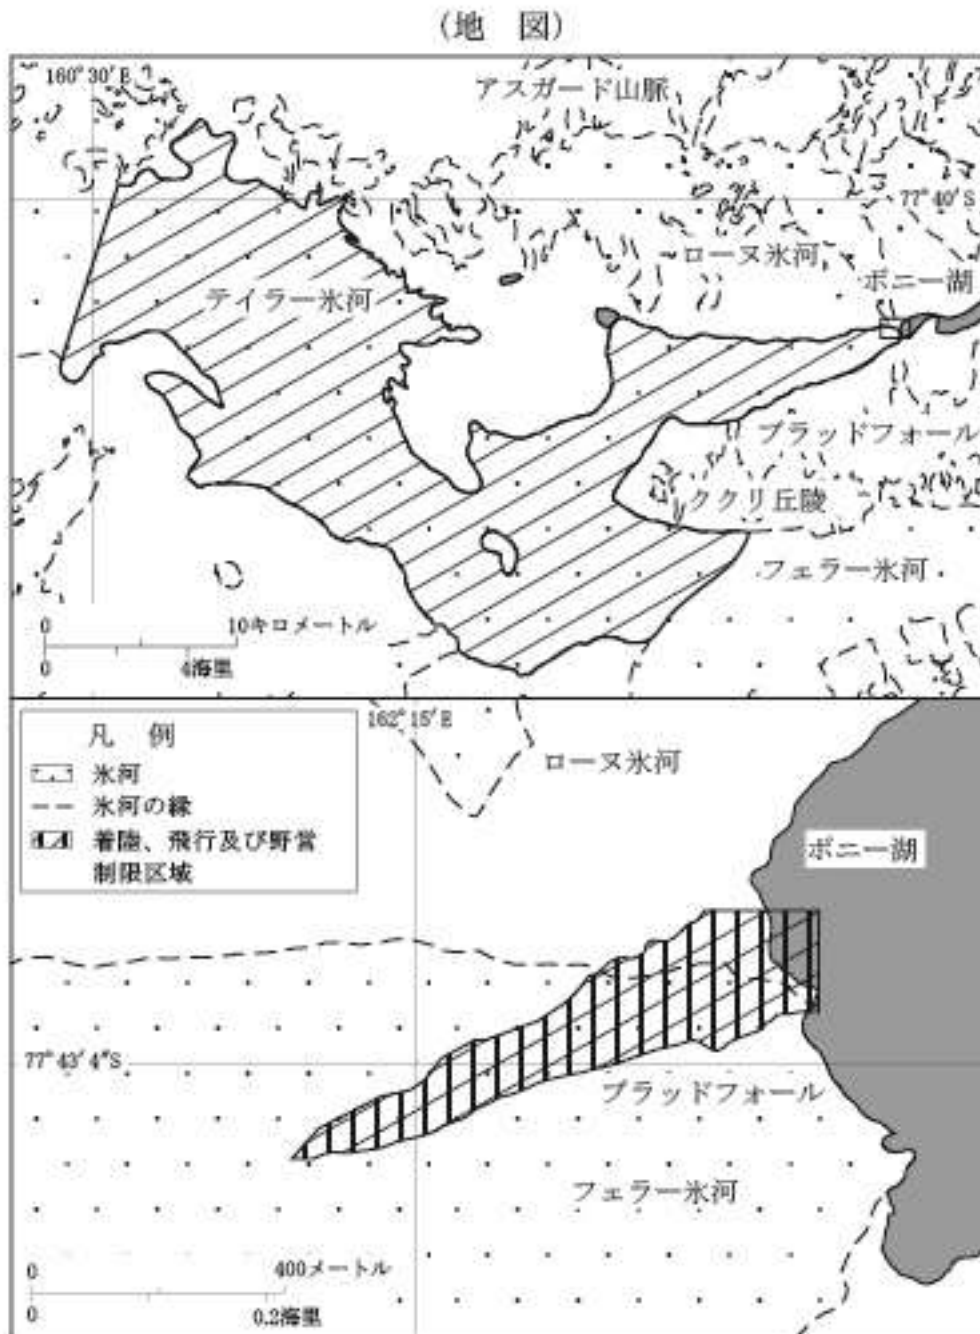 (地 図)
160°30′E
アスガード山脈
77°40′S
ローヌ氷河
ボニー湖
テイラー氷河
ブラッドフォール
ククリ丘陵
フェラー氷河
0
10キロメートル
0
4海里
凡 例
氷河
氷河の縁
着陸、飛行及び野営
制限区域
162°15′E
ローヌ氷河
ボニー湖
77°43′4″S
ブラッドフォール
フェラー氷河
0
400メートル
0
0.2海里